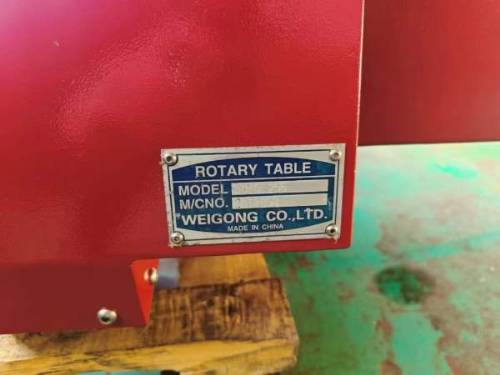 ROTARY TABLE
MODEL
M/CNO.
WEIGONG CO.,LTD.
MADE IN CHINA